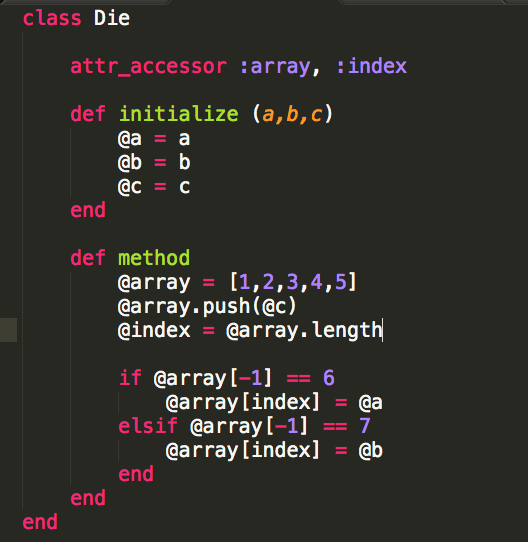 class Die
attr_accessor :array, :index
def initialize (a,b,c)
@a = a
@b = b
@c = c
end
def method
@array = [1,2,3,4,5]
@array.push(@c)
@index = @array.length
if @array[-1] == 6
@array[index] = @a
elsif @array[-1] == 7
@array[index] = @b
end
end
end